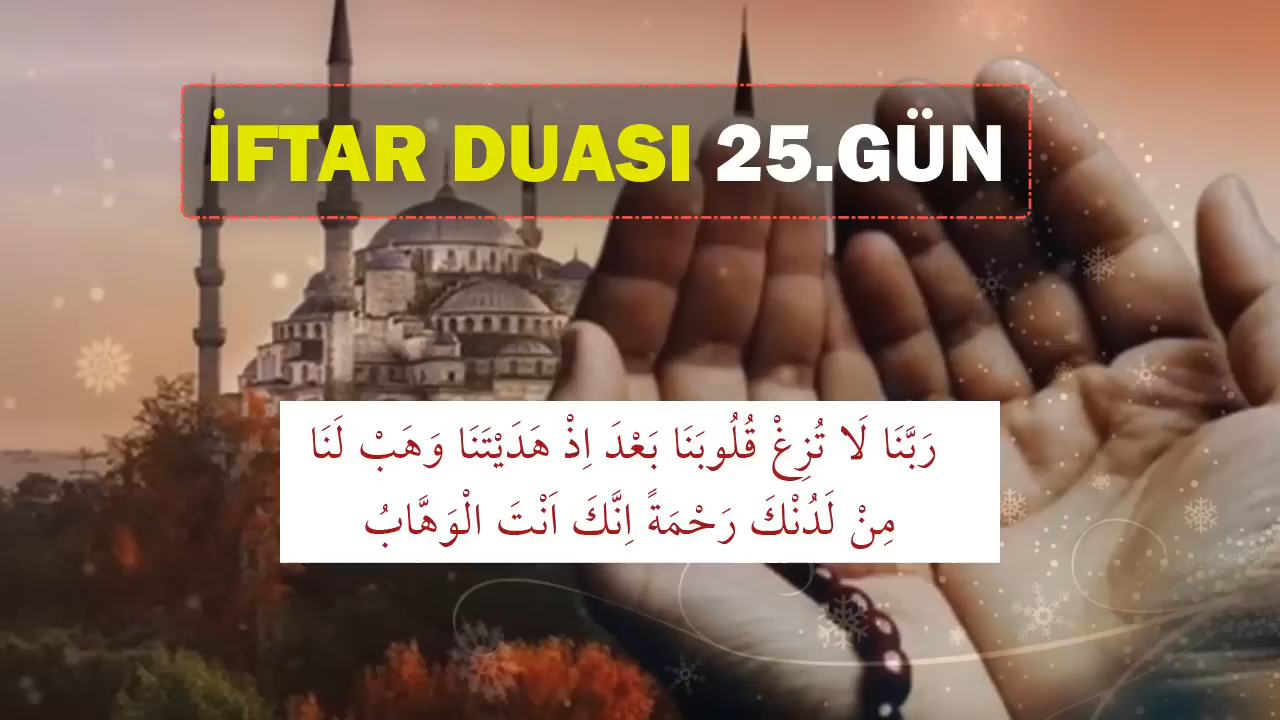 İFTAR DUASI 25.GÜN
رَبَّنَا لَا تُزِغْ قُلُوبَنَا بَعْدَ اِذْ هَدَيْتَنَا وَهَبْ لَنَا
مِنْ لَدُنْكَ رَحْمَةً اِنَّكَ اَنْتَ الْوَهَّابُ